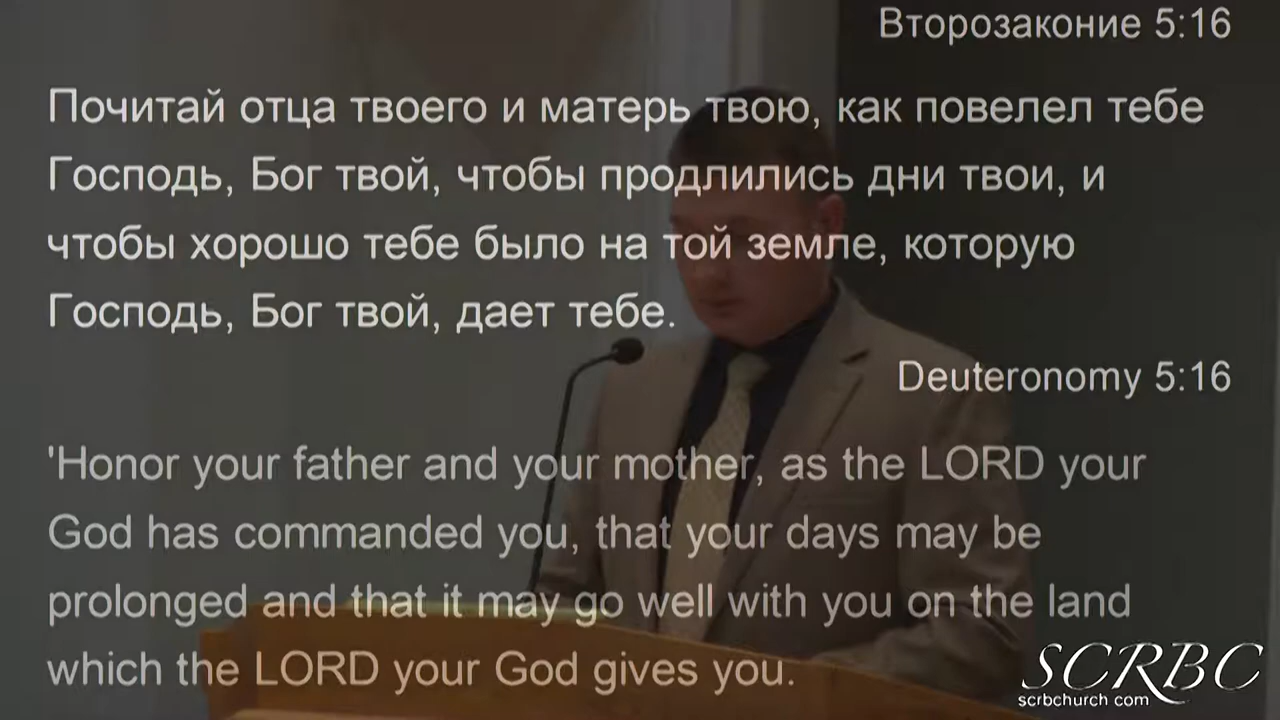 Второзаконие 5:16
Почитай отца твоего и матерь твою, как повелел тебе
Господь, Бог твой, чтобы продлились дни твои, и
чтобы хорошо тебе было на той земле, которую
Господь, Бог твой, дает тебе.
Deuteronomy 5:16
'Honor your father and your mother, as the LORD your
God has commanded you, that your days may be
prolonged and that it may go well with you on the land
which the LORD your God gives you.
SCRBC
scrbchurch com